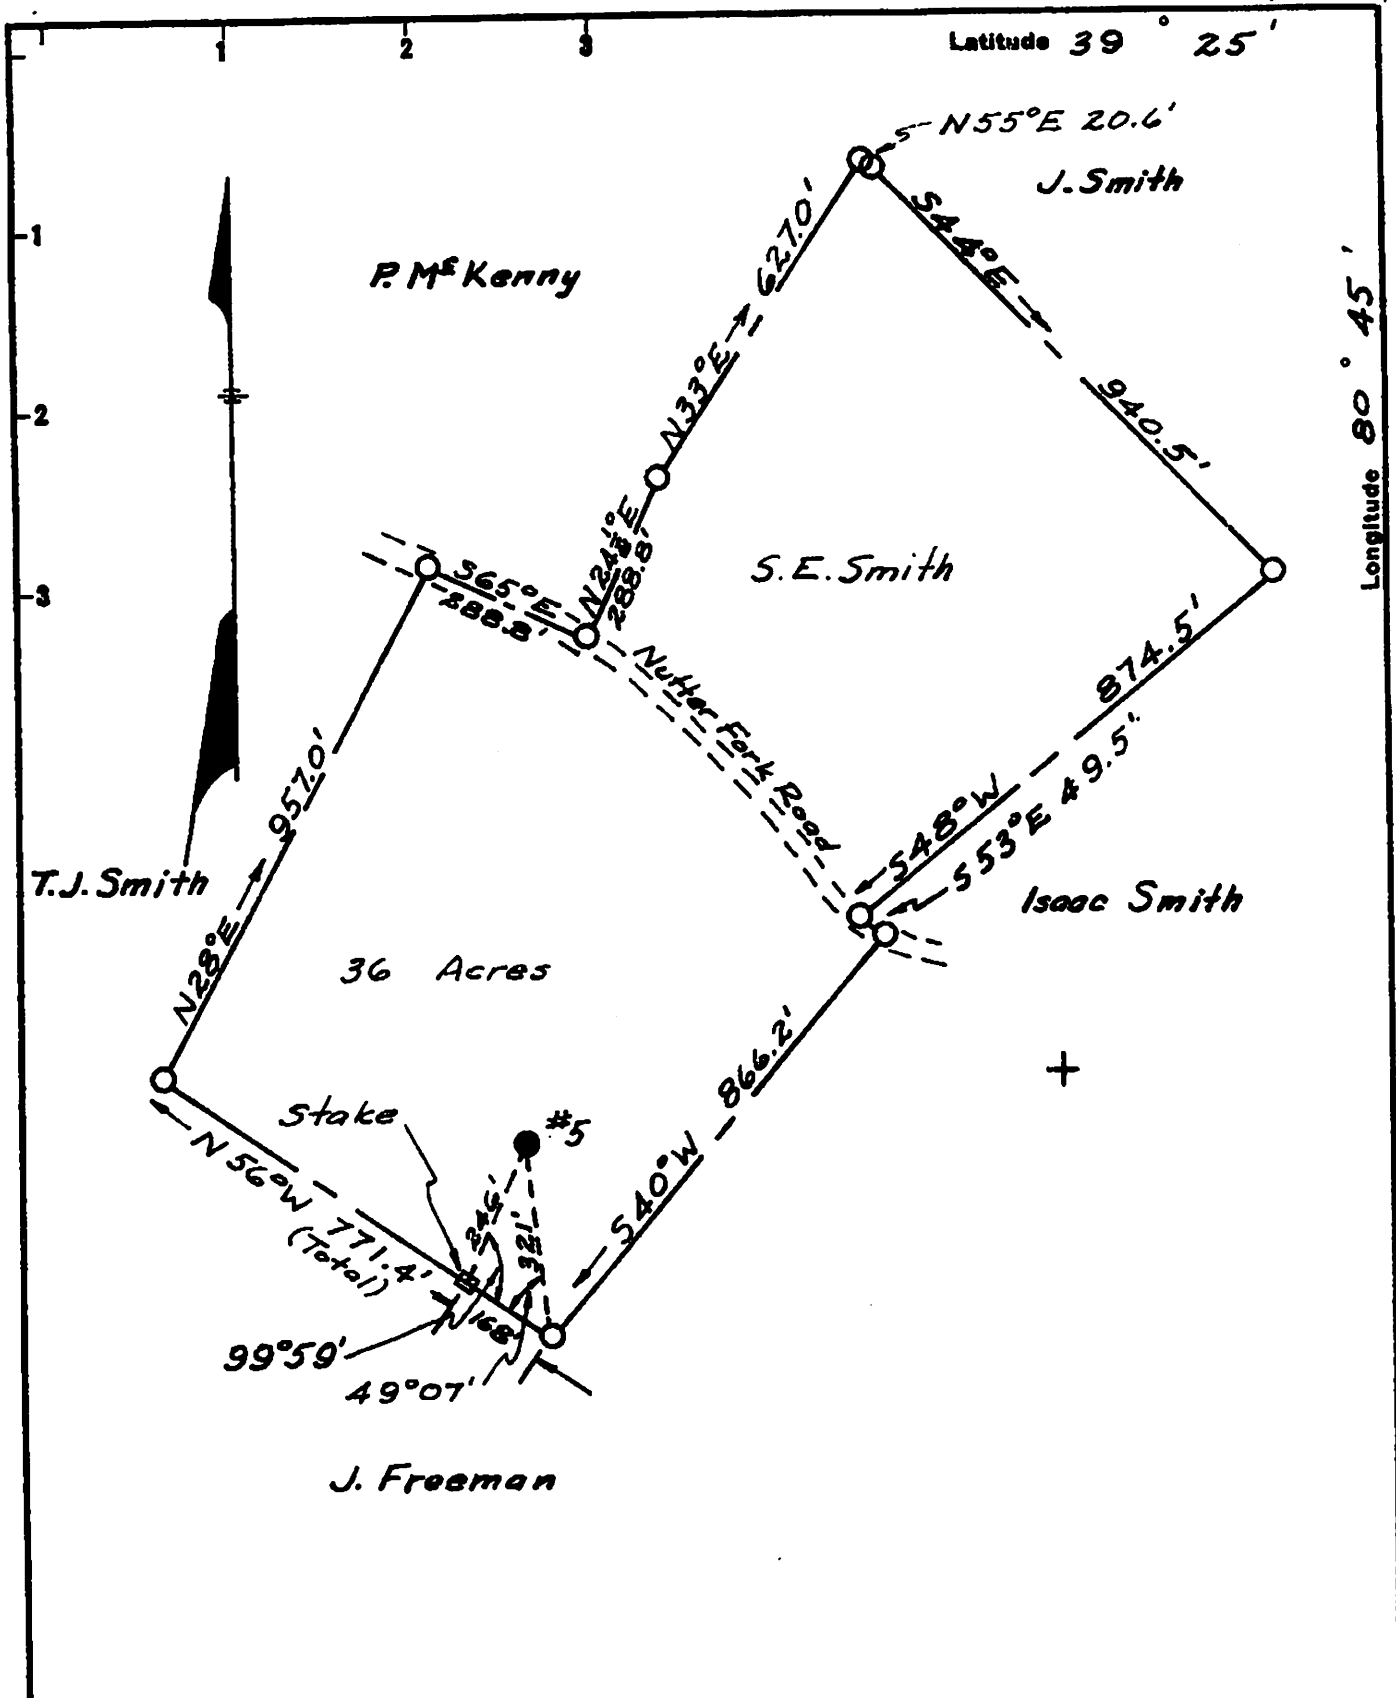 1 2 3
Latitude 39° 25'
N55°E 20.6'
J. Smith
S44°E
940.5'
Longitude 80° 45'
1
2
3
P. McKenny
627.0'
N33°E
N24½°E
288.8'
S.E. Smith
S65°E
288.8'
Nutter Fork Road
874.5'
S48°W
S53°E 49.5'
Isaac Smith
957.0'
N28°E
T.J. Smith
36 Acres
866.2'
S40°W
Stake
#5
N56°W 771.4'
(Total)
246'
321'
168'
99°59'
49°07'
J. Freeman